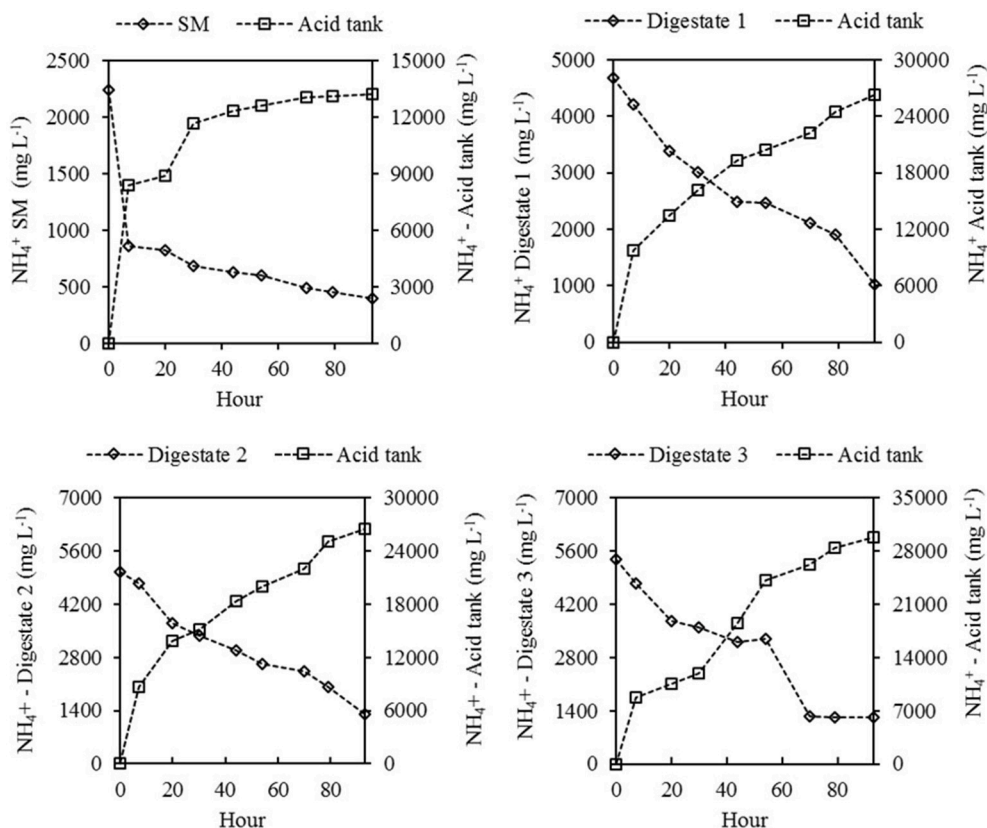 SM Acid tank
2500
2000
1500
1000
500
0
15000
12000
9000
6000
3000
0
0 20 40 60 80
Hour
NH₄⁺ SM (mg L⁻¹)
NH₄⁺ - Acid tank (mg L⁻¹)
Digestate 1 Acid tank
5000
4000
3000
2000
1000
0
30000
24000
18000
12000
6000
0
0 20 40 60 80
Hour
NH₄⁺ Digestate 1 (mg L⁻¹)
NH₄⁺ Acid tank (mg L⁻¹)
Digestate 2 Acid tank
7000
5600
4200
2800
1400
0
30000
24000
18000
12000
6000
0
0 20 40 60 80
Hour
NH₄+ - Digestate 2 (mg L⁻¹)
NH₄+ - Acid tank (mg L⁻¹)
Digestate 3 Acid tank
7000
5600
4200
2800
1400
0
35000
28000
21000
14000
7000
0
0 20 40 60 80
Hour
NH₄+ - Digestate 3 (mg L⁻¹)
NH₄⁺ - Acid tank (mg L⁻¹)